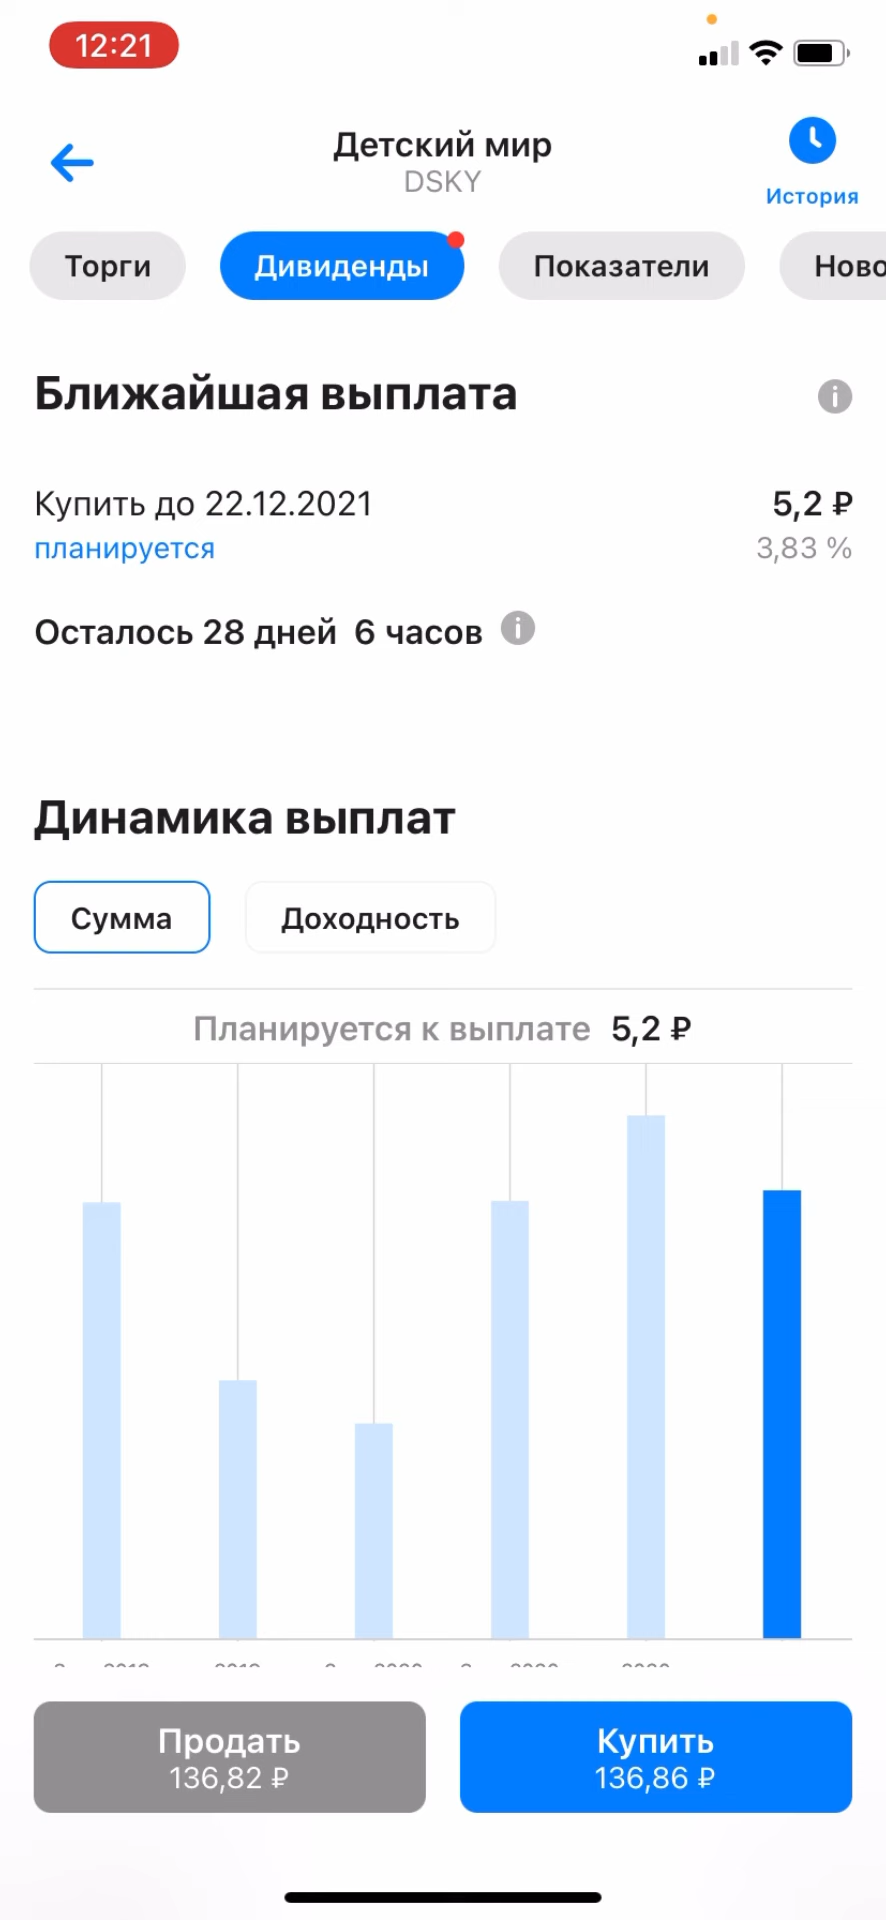 12:21
Детский мир
DSKY
История
Торги
Дивиденды
Показатели
Ново
Ближайшая выплата
Купить до 22.12.2021
5,2 ₽
планируется
3,83 %
Осталось 28 дней 6 часов
Динамика выплат
Сумма
Доходность
Планируется к выплате 5,2 ₽
Продать
136,82 ₽
Купить
136,86 ₽